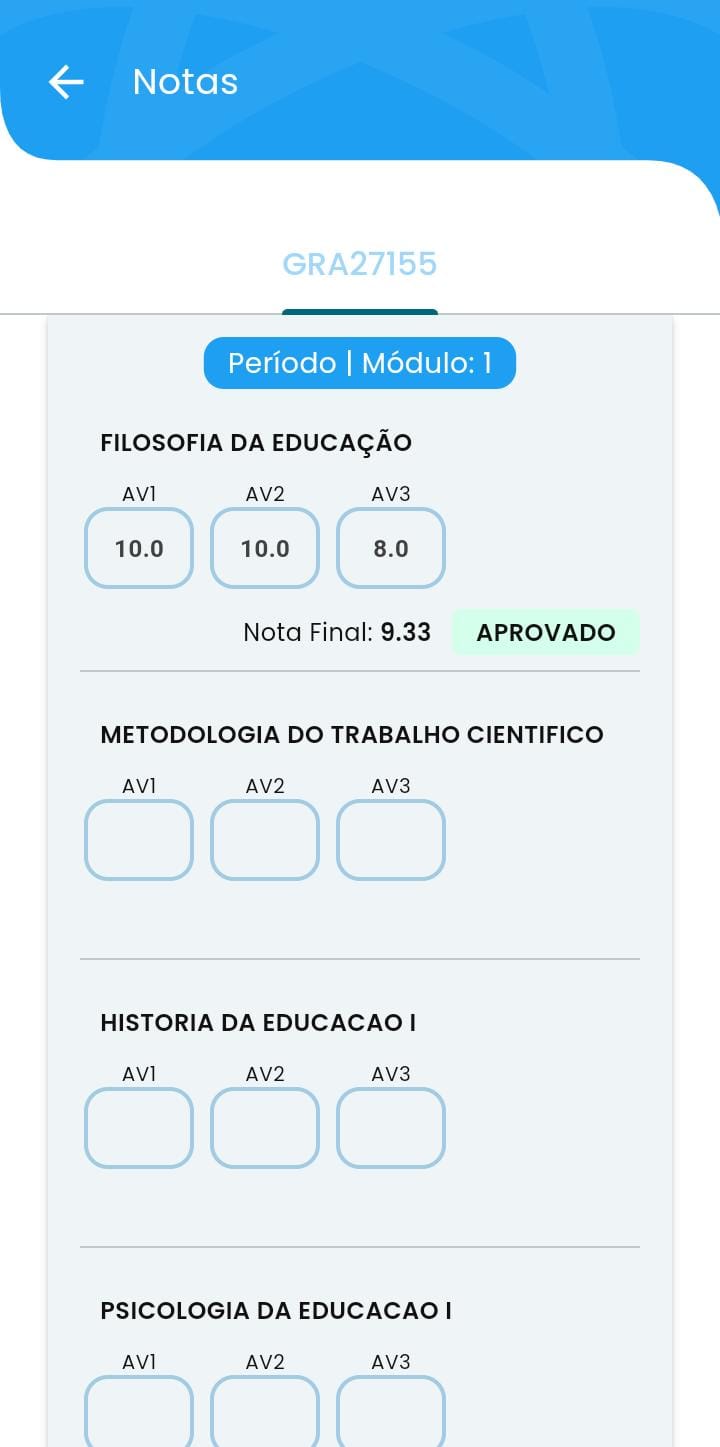 Notas
GRA27155
Período | Módulo: 1
FILOSOFIA DA EDUCAÇÃO
AV1 AV2 AV3
10.0 10.0 8.0
Nota Final: 9.33 APROVADO
METODOLOGIA DO TRABALHO CIENTIFICO
AV1 AV2 AV3
HISTORIA DA EDUCACAO I
AV1 AV2 AV3
PSICOLOGIA DA EDUCACAO I
AV1 AV2 AV3